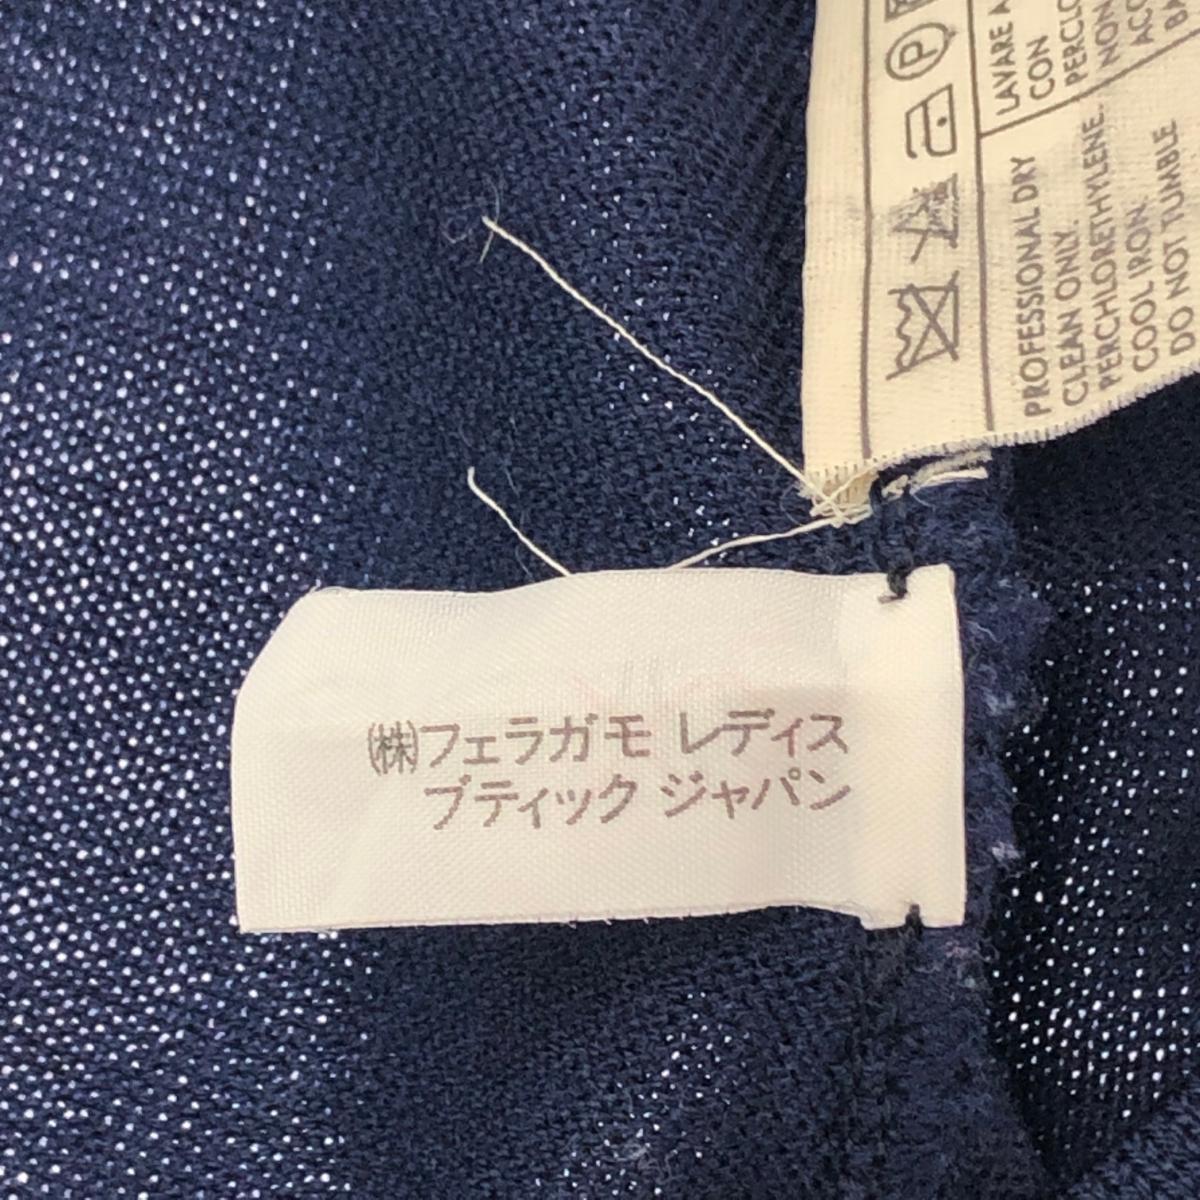 ㈱フェラガモ レディス
ブティック ジャパン
P
LAVARE A
CON
PERCLO
NON
ACC
BA
PROFESSIONAL DRY
CLEAN ONLY.
PERCHLORETHYLENE.
COOL IRON.
DO NOT TUMBLE